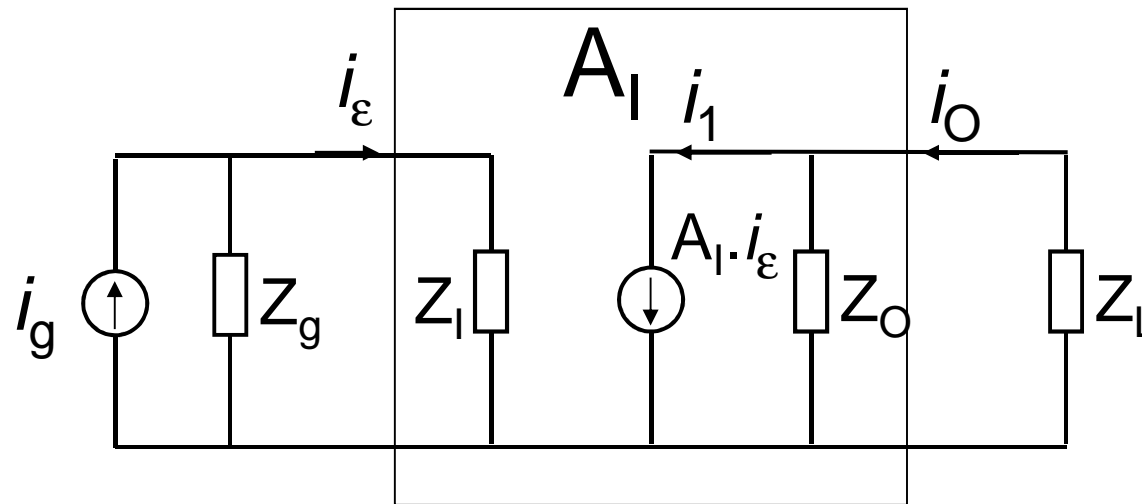 A_I
i_ε
i_1
i_O
A_I.i_ε
i_g
Z_g
Z_I
Z_O
Z_L